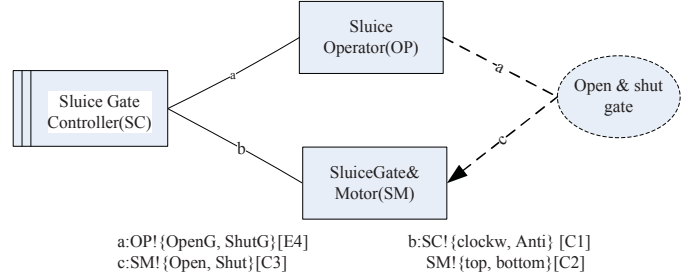 Sluice
Operator(OP)
a
a
Sluice Gate
Controller(SC)
Open & shut
gate
b
c
SluiceGate&
Motor(SM)
a:OP!{OpenG, ShutG}[E4]
b:SC!{clockw, Anti} [C1]
c:SM!{Open, Shut}[C3]
SM!{top, bottom}[C2]